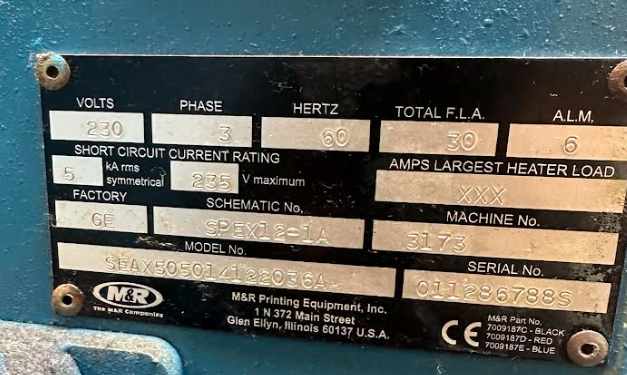 VOLTS PHASE HERTZ TOTAL F.L.A. A.L.M.
230 3 60 30 6
SHORT CIRCUIT CURRENT RATING
5 kA rms symmetrical 235 V maximum
AMPS LARGEST HEATER LOAD
XXX
FACTORY SCHEMATIC No. MACHINE No.
GE SPEX12-1A 3173
MODEL No. SERIAL No.
SEAX505014122036A 011286788S
M&R
The M&R Companies
M&R Printing Equipment, Inc.
1 N 372 Main Street
Glen Ellyn, Illinois 60137 U.S.A.
CE
M&R Part No.
7009187C - BLACK
7009187D - RED
7009187E - BLUE